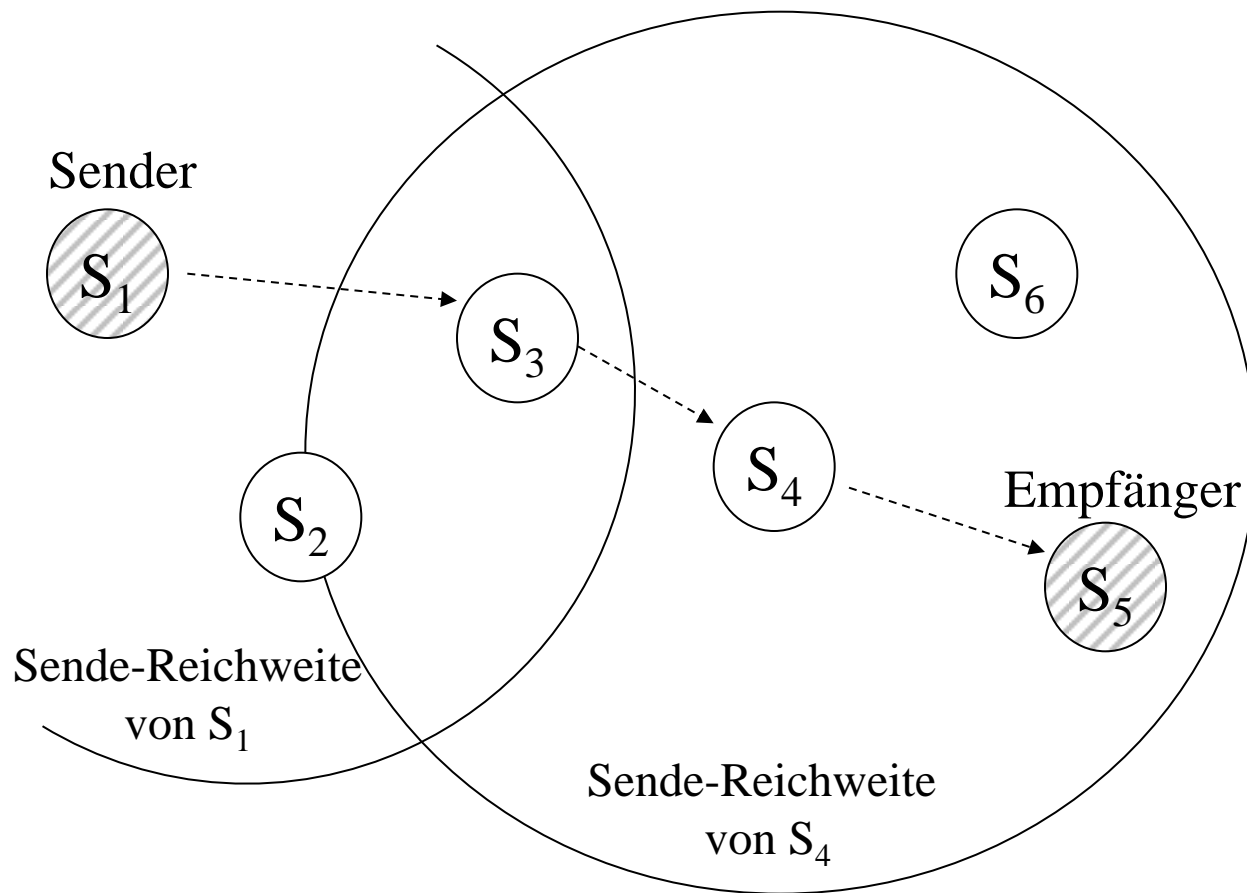 Sender
S₁
S₆
S₃
S₄
Empfänger
S₂
S₅
Sende-Reichweite
von S₁
Sende-Reichweite
von S₄